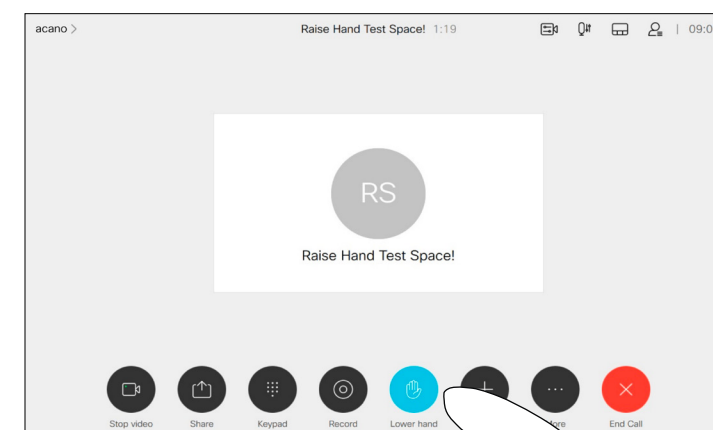 acano > Raise Hand Test Space! 1:19 09:0
RS
Raise Hand Test Space!
Stop video Share Keypad Record Lower hand More End Call